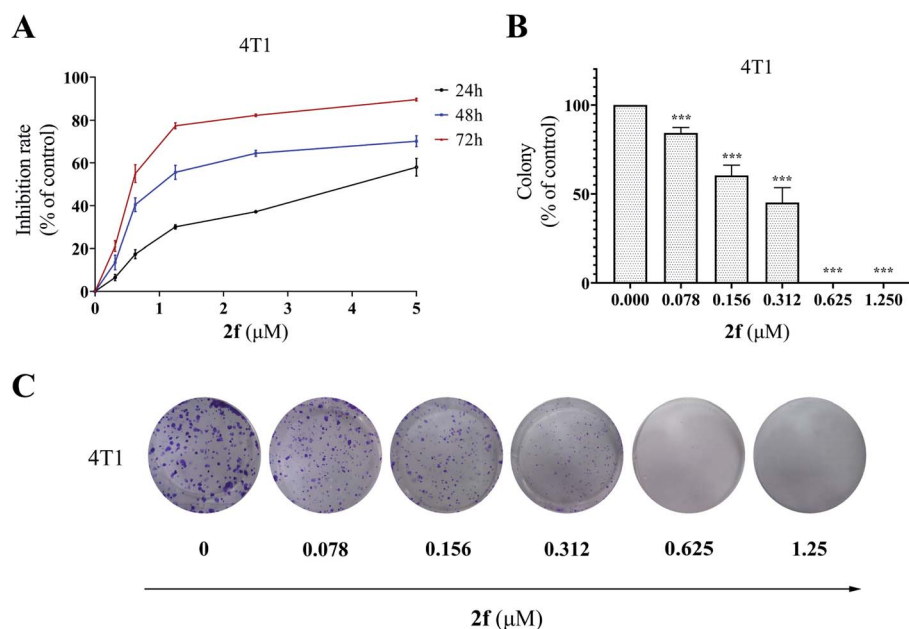 A
4T1
24h
48h
72h
100
80
60
40
20
0
Inhibition rate
(% of control)
0 1 2 3 4 5
2f (μM)
B
4T1
100
50
0
Colony
(% of control)
***
***
***
***
***
0.000 0.078 0.156 0.312 0.625 1.250
2f (μM)
C
4T1
0 0.078 0.156 0.312 0.625 1.25
2f (μM)